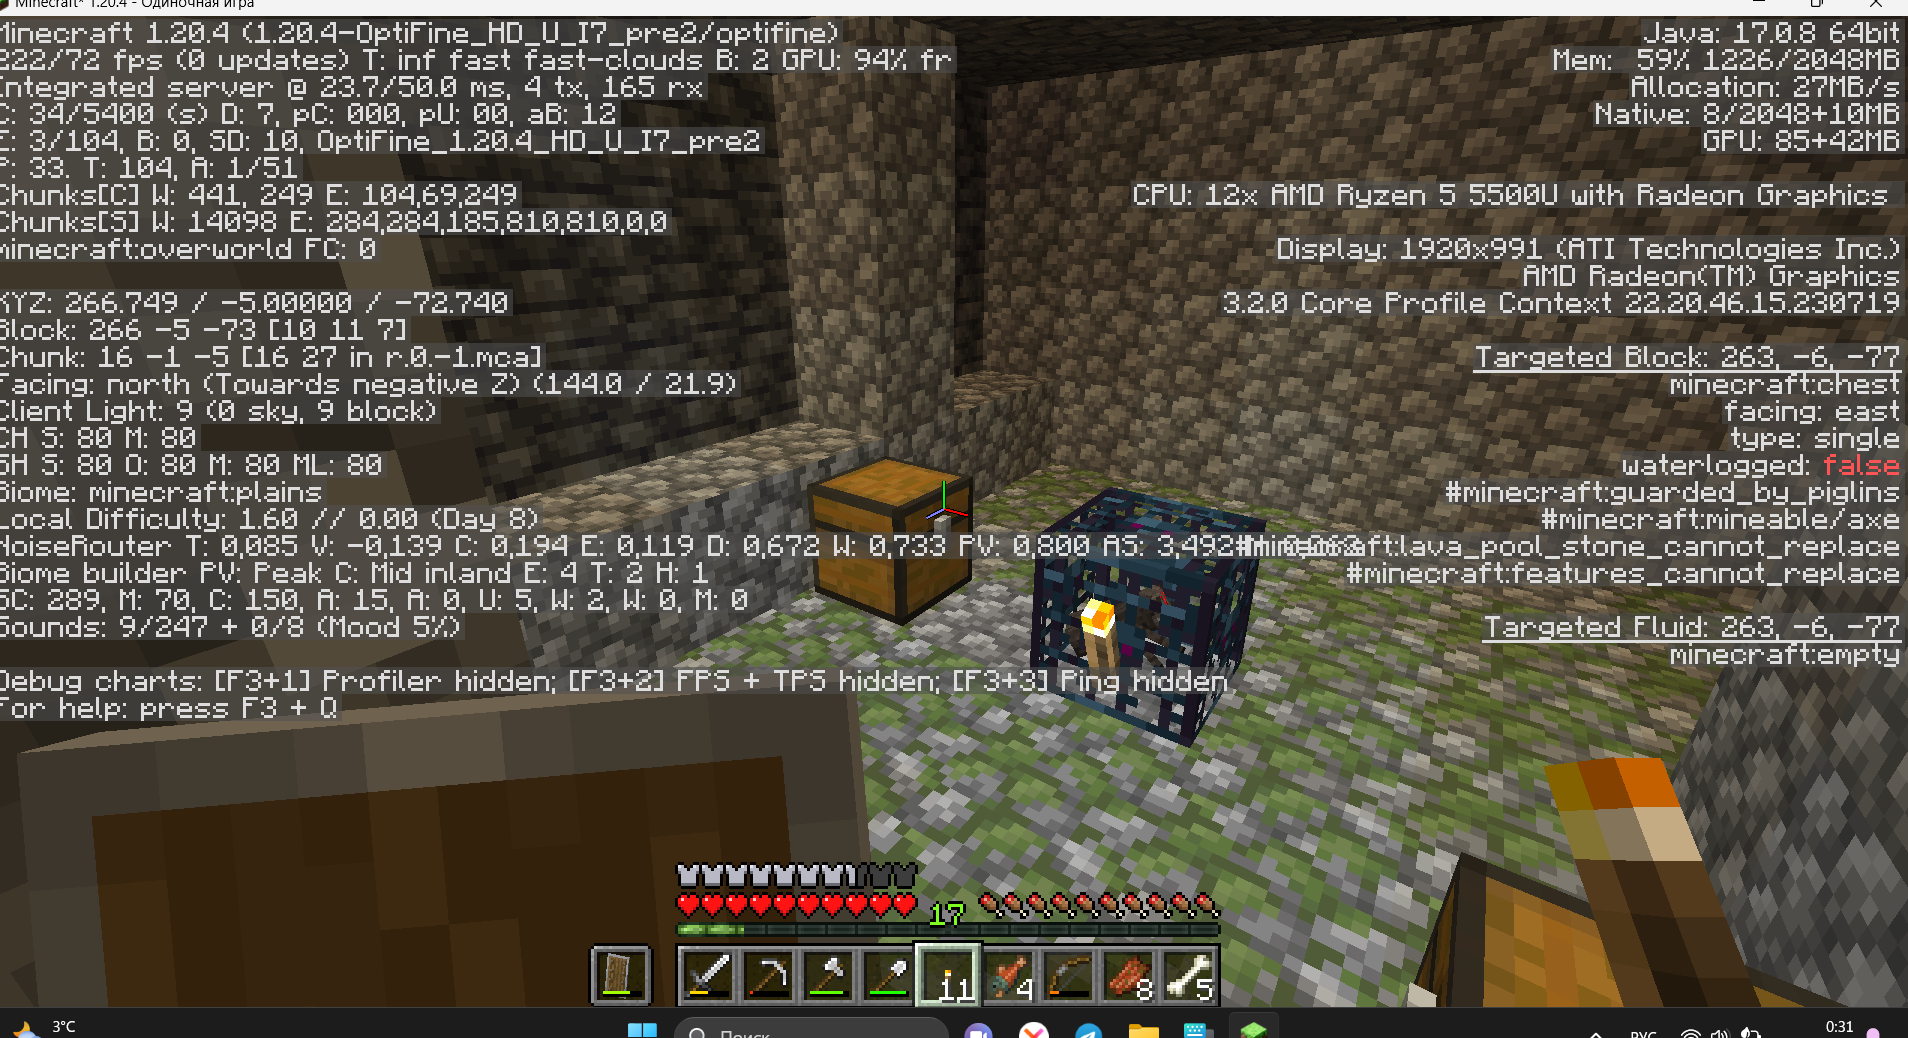 Minecraft* 1.20.4 - Одиночная игра
Minecraft 1.20.4 (1.20.4-OptiFine_HD_U_I7_pre2/optifine)
222/72 fps (0 updates) T: inf fast fast-clouds B: 2 GPU: 94% fr
Integrated server @ 23.7/50.0 ms, 4 tx, 165 rx
C: 34/5400 (s) D: 7, pC: 000, pU: 00, aB: 12
E: 3/104, B: 0, SD: 10, OptiFine_1.20.4_HD_U_I7_pre2
P: 33. T: 104, A: 1/51
Chunks[C] W: 441, 249 E: 104,69,249
Chunks[S] W: 14098 E: 284,284,185,810,810,0,0
minecraft:overworld FC: 0
XYZ: 266.749 / -5.00000 / -72.740
Block: 266 -5 -73 [10 11 7]
Chunk: 16 -1 -5 [16 27 in r.0.-1.mca]
Facing: north (Towards negative Z) (144.0 / 21.9)
Client Light: 9 (0 sky, 9 block)
CH S: 80 M: 80
SH S: 80 O: 80 M: 80 ML: 80
Biome: minecraft:plains
Local Difficulty: 1.60 // 0.00 (Day 8)
NoiseRouter T: 0,085 V: -0,139 C: 0,194 E: 0,119 D: 0,672 W: 0,733 PV: 0,800 AS: 3,492
Biome builder PV: Peak C: Mid inland E: 4 T: 2 H: 1
SC: 289, M: 70, C: 150, A: 15, A: 0, U: 5, W: 2, W: 0, M: 0
Sounds: 9/247 + 0/8 (Mood 5%)
Debug charts: [F3+1] Profiler hidden; [F3+2] FPS + TPS hidden; [F3+3] Ping hidden
For help: press F3 + Q
Java: 17.0.8 64bit
Mem: 59% 1226/2048MB
Allocation: 27MB/s
Native: 8/2048+10MB
GPU: 85+42MB
CPU: 12x AMD Ryzen 5 5500U with Radeon Graphics
Display: 1920x991 (ATI Technologies Inc.)
AMD Radeon(TM) Graphics
3.2.0 Core Profile Context 22.20.46.15.230719
Targeted Block: 263, -6, -77
minecraft:chest
facing: east
type: single
waterlogged: false
#minecraft:guarded_by_piglins
#minecraft:mineable/axe
#minecraft:lava_pool_stone_cannot_replace
#minecraft:features_cannot_replace
Targeted Fluid: 263, -6, -77
minecraft:empty
17
11
4
8
5
3°C
Поиск
РУС
0:31